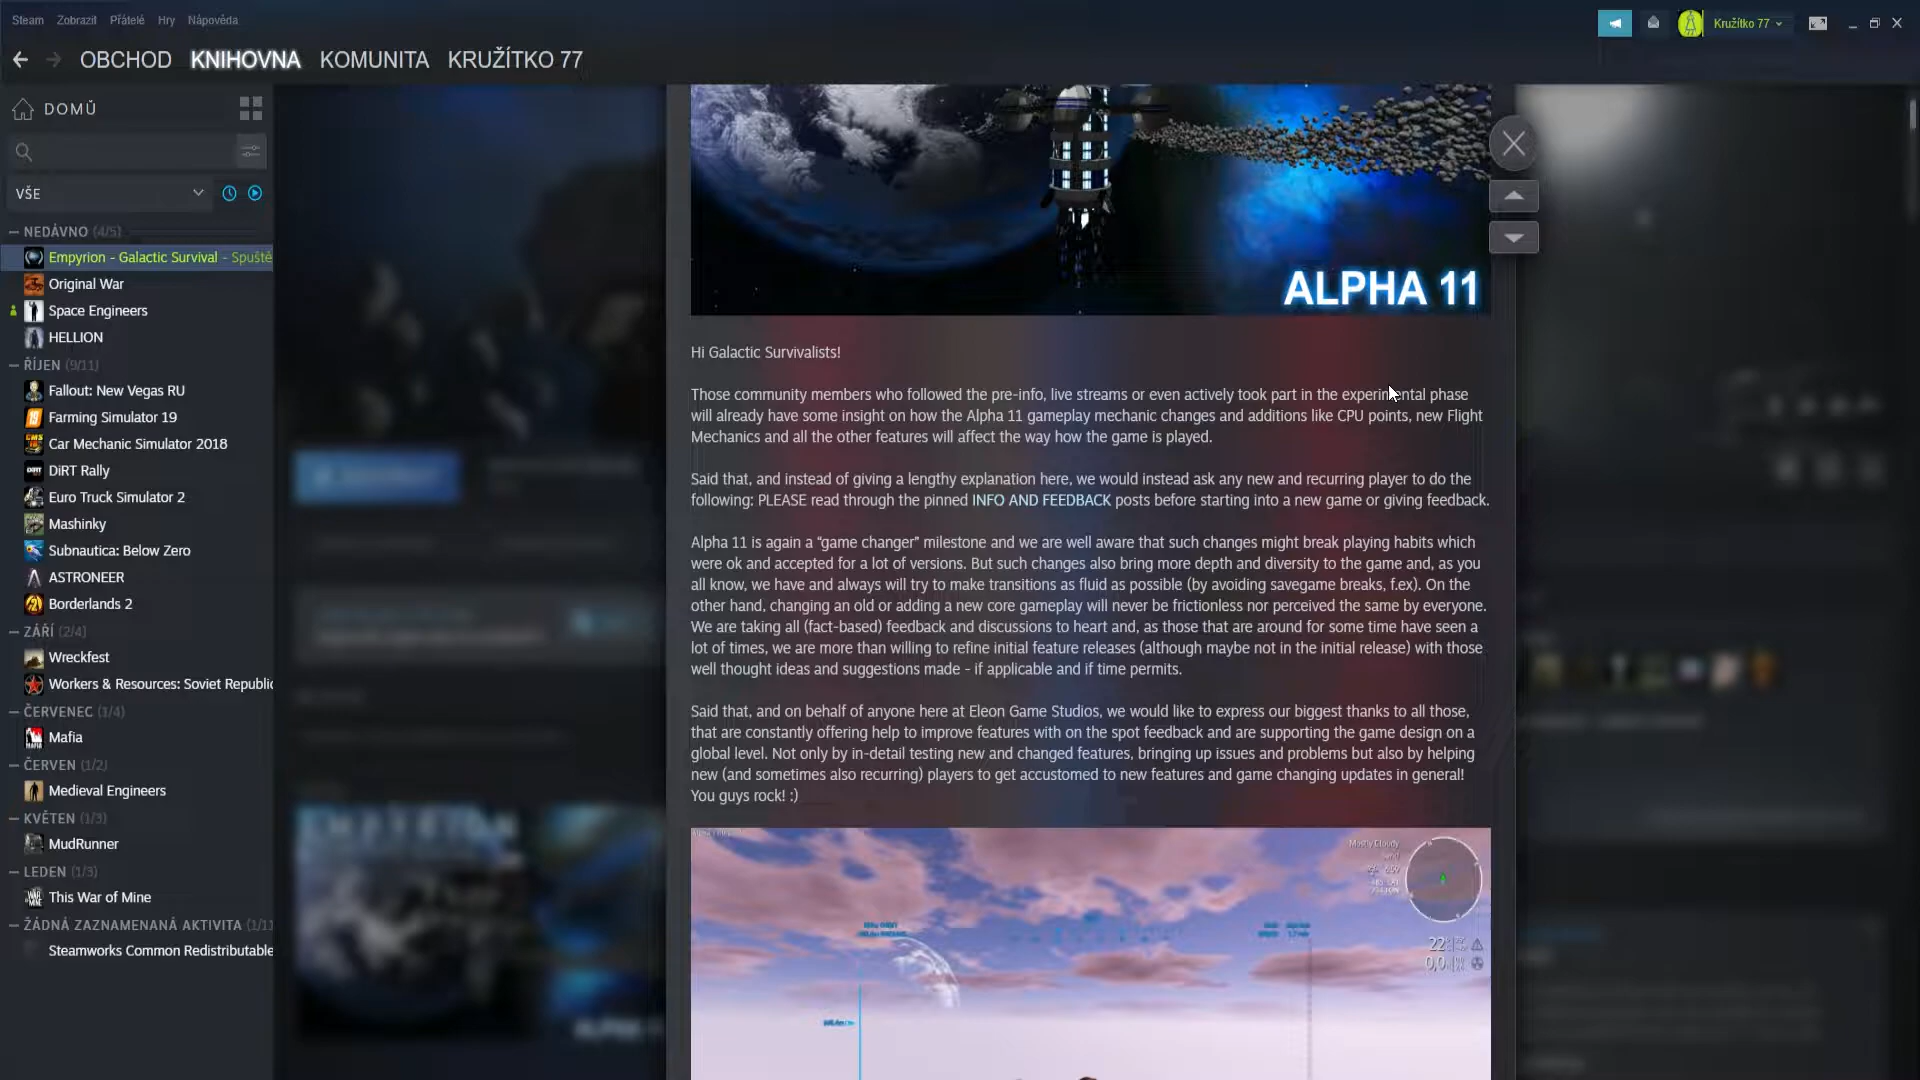 Steam Zobrazit Přátelé Hry Nápověda
Kružítko 77
OBCHOD KNIHOVNA KOMUNITA KRUŽÍTKO 77
DOMŮ
VŠE
NEDÁVNO (4/5)
Empyrion - Galactic Survival - Spuště
Original War
Space Engineers
HELLION
ŘÍJEN (9/11)
Fallout: New Vegas RU
Farming Simulator 19
Car Mechanic Simulator 2018
DiRT Rally
Euro Truck Simulator 2
Mashinky
Subnautica: Below Zero
ASTRONEER
Borderlands 2
ZÁŘÍ (2/4)
Wreckfest
Workers & Resources: Soviet Republic
ČERVENEC (1/4)
Mafia
ČERVEN (1/2)
Medieval Engineers
KVĚTEN (1/3)
MudRunner
LEDEN (1/3)
This War of Mine
ŽÁDNÁ ZAZNAMENANÁ AKTIVITA (1/11
Steamworks Common Redistributable
ALPHA 11
Hi Galactic Survivalists!
Those community members who followed the pre-info, live streams or even actively took part in the experimental phase
will already have some insight on how the Alpha 11 gameplay mechanic changes and additions like CPU points, new Flight
Mechanics and all the other features will affect the way how the game is played.
Said that, and instead of giving a lengthy explanation here, we would instead ask any new and recurring player to do the
following: PLEASE read through the pinned INFO AND FEEDBACK posts before starting into a new game or giving feedback.
Alpha 11 is again a “game changer” milestone and we are well aware that such changes might break playing habits which
were ok and accepted for a lot of versions. But such changes also bring more depth and diversity to the game and, as you
all know, we have and always will try to make transitions as fluid as possible (by avoiding savegame breaks, f.ex). On the
other hand, changing an old or adding a new core gameplay will never be frictionless nor perceived the same by everyone.
We are taking all (fact-based) feedback and discussions to heart and, as those that are around for some time have seen a
lot of times, we are more than willing to refine initial feature releases (although maybe not in the initial release) with those
well thought ideas and suggestions made - if applicable and if time permits.
Said that, and on behalf of anyone here at Eleon Game Studios, we would like to express our biggest thanks to all those,
that are constantly offering help to improve features with on the spot feedback and are supporting the game design on a
global level. Not only by in-detail testing new and changed features, bringing up issues and problems but also by helping
new (and sometimes also recurring) players to get accustomed to new features and game changing updates in general!
You guys rock! :)
Mostly Cloudy